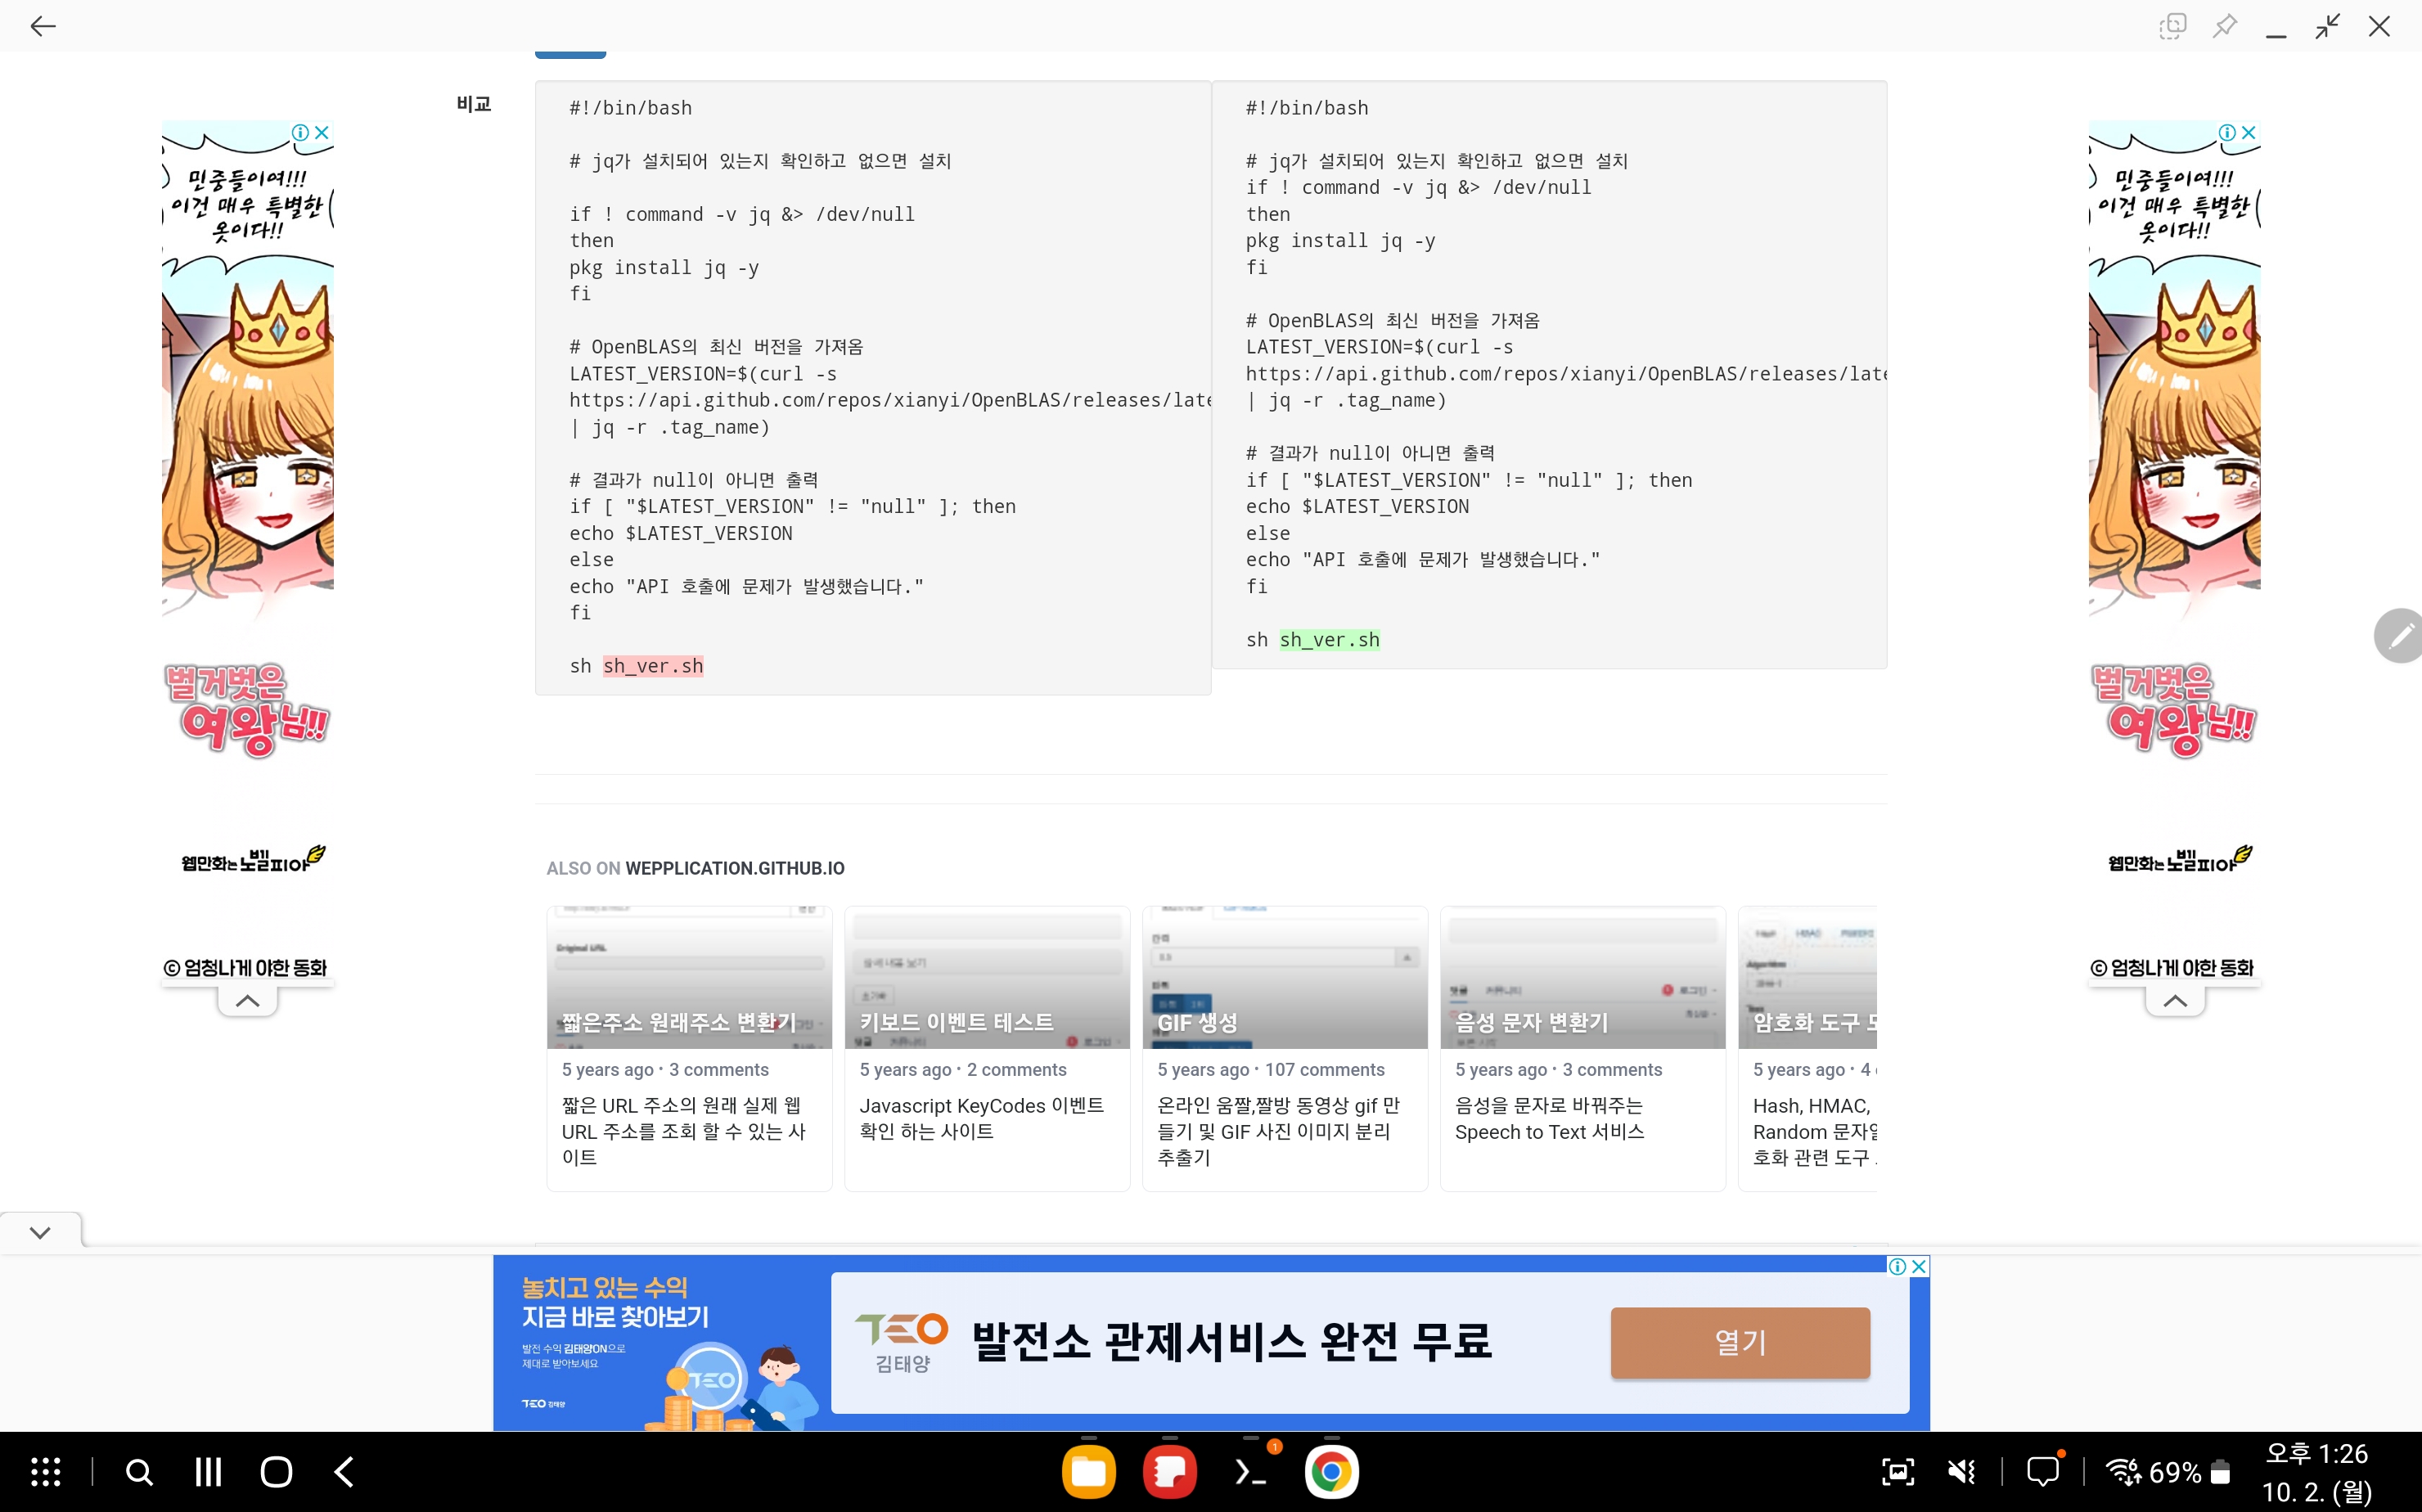 비교
#!/bin/bash
# jq가 설치되어 있는지 확인하고 없으면 설치
if ! command -v jq &> /dev/null
then
pkg install jq -y
fi
# OpenBLAS의 최신 버전을 가져옴
LATEST_VERSION=$(curl -s
https://api.github.com/repos/xianyi/OpenBLAS/releases/late
| jq -r .tag_name)
# 결과가 null이 아니면 출력
if [ "$LATEST_VERSION" != "null" ]; then
echo $LATEST_VERSION
else
echo "API 호출에 문제가 발생했습니다."
fi
sh sh_ver.sh
#!/bin/bash
# jq가 설치되어 있는지 확인하고 없으면 설치
if ! command -v jq &> /dev/null
then
pkg install jq -y
fi
# OpenBLAS의 최신 버전을 가져옴
LATEST_VERSION=$(curl -s
https://api.github.com/repos/xianyi/OpenBLAS/releases/late
| jq -r .tag_name)
# 결과가 null이 아니면 출력
if [ "$LATEST_VERSION" != "null" ]; then
echo $LATEST_VERSION
else
echo "API 호출에 문제가 발생했습니다."
fi
sh sh_ver.sh
민중들이여!!!
이건 매우 특별한
옷이다!!
벌거벗은
여왕님!!
웹만화는 노벨피아
© 엄청나게 야한 동화
민중들이여!!!
이건 매우 특별한
옷이다!!
벌거벗은
여왕님!!
웹만화는 노벨피아
© 엄청나게 야한 동화
ALSO ON WEPPLICATION.GITHUB.IO
짧은주소 원래주소 변환기
5 years ago · 3 comments
짧은 URL 주소의 원래 실제 웹
URL 주소를 조회 할 수 있는 사
이트
키보드 이벤트 테스트
5 years ago · 2 comments
Javascript KeyCodes 이벤트
확인 하는 사이트
GIF 생성
5 years ago · 107 comments
온라인 움짤,짤방 동영상 gif 만
들기 및 GIF 사진 이미지 분리
추출기
음성 문자 변환기
5 years ago · 3 comments
음성을 문자로 바꿔주는
Speech to Text 서비스
암호화 도구
5 years ago · 4
Hash, HMAC,
Random 문자열
호화 관련 도구
놓치고 있는 수익
지금 바로 찾아보기
발전 수익 김태양ON으로
제대로 받아보세요
TEO 김태양
TEO
TEO
김태양
발전소 관제서비스 완전 무료
열기
1
69%
오후 1:26
10. 2. (월)